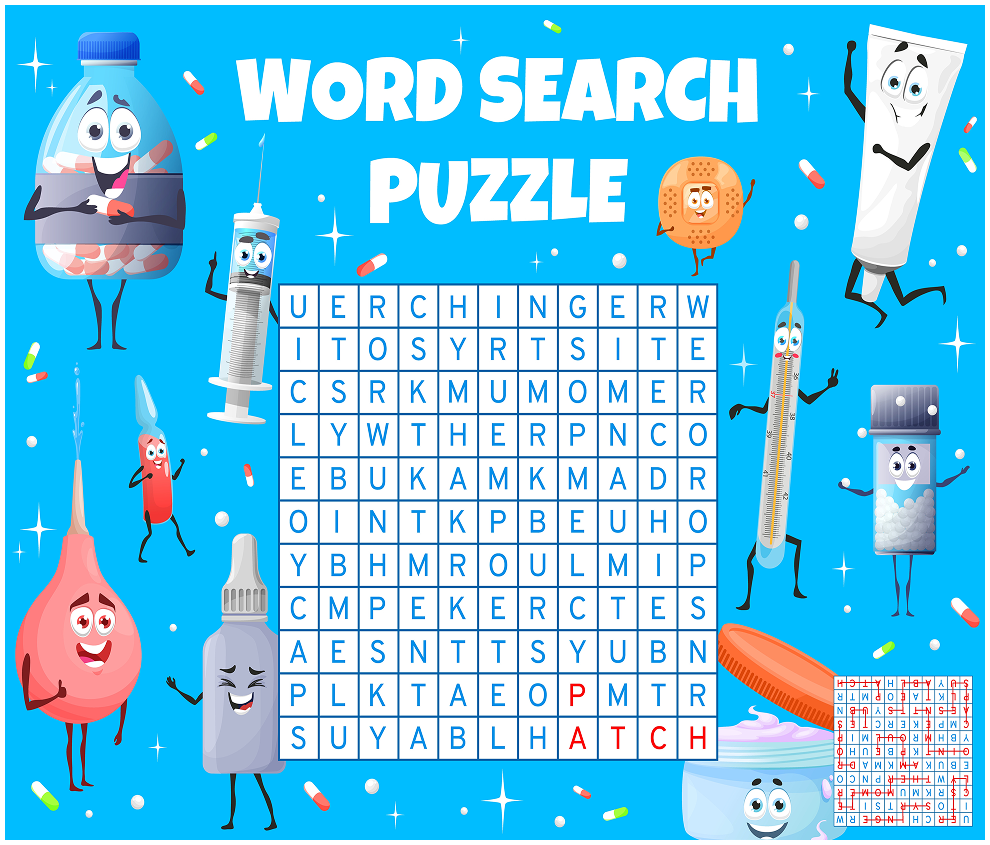 WORD SEARCH
PUZZLE
U E R C H I N G E R W
I T O S Y R T S I T E
C S R K M U M O M E R
L Y W T H E R P N C O
E B U K A M K M A D R
O I N T K P B E U H O
Y B H M R O U L M I P
C M P E K E R C T E S
A E S N T T S Y U B N
P L K T A E O P M T R
S U Y A B L H A T C H